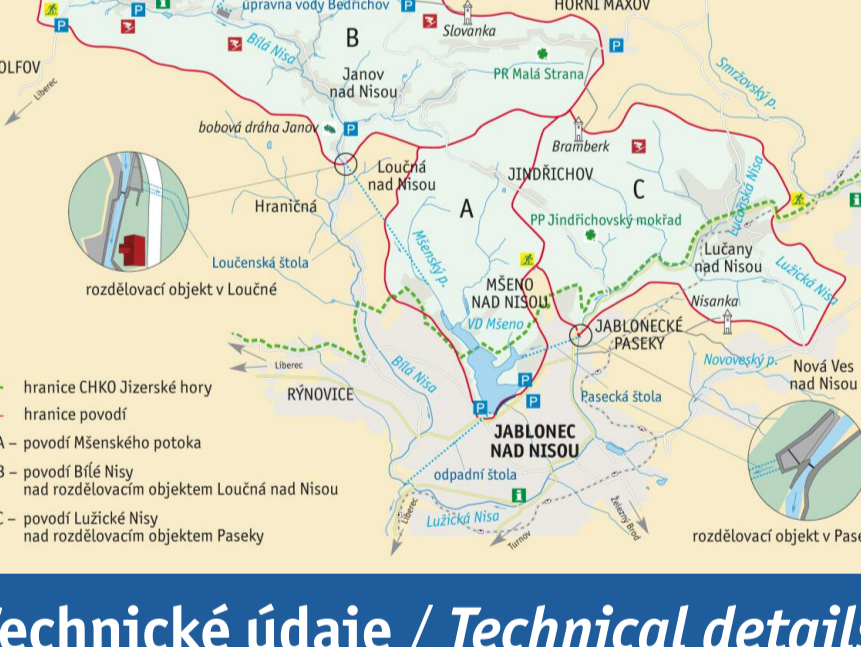 úpravna vody Bedřichov
HORNÍ MAXOV
Slovanka
Bílá Nisa
B
PR Malá Strana
Janov
nad Nisou
OLFOV
Liberec
Smržovský p.
bobová dráha Janov
Bramberk
Loučná
nad Nisou
JINDŘICHOV
C
A
Lučanská Nisa
Hraničná
PP Jindřichovský mokřad
Mšenský p.
Loučenská štola
Lučany
nad Nisou
Lužická Nisa
rozdělovací objekt v Loučné
MŠENO
NAD NISOU
Nisanka
VD Mšeno
JABLONECKÉ
PASEKY
Liberec
Bílá Nisa
Novoveský p.
Nová Ves
nad Nisou
hranice CHKO Jizerské hory
RÝNOVICE
Pasecká štola
hranice povodí
JABLONEC
NAD NISOU
A – povodí Mšenského potoka
B – povodí Bílé Nisy
nad rozdělovacím objektem Loučná nad Nisou
odpadní štola
C – povodí Lužické Nisy
nad rozdělovacím objektem Paseky
Liberec
Lužická Nisa
Turnov
Železný Brod
rozdělovací objekt v Pase
Technické údaje / Technical details